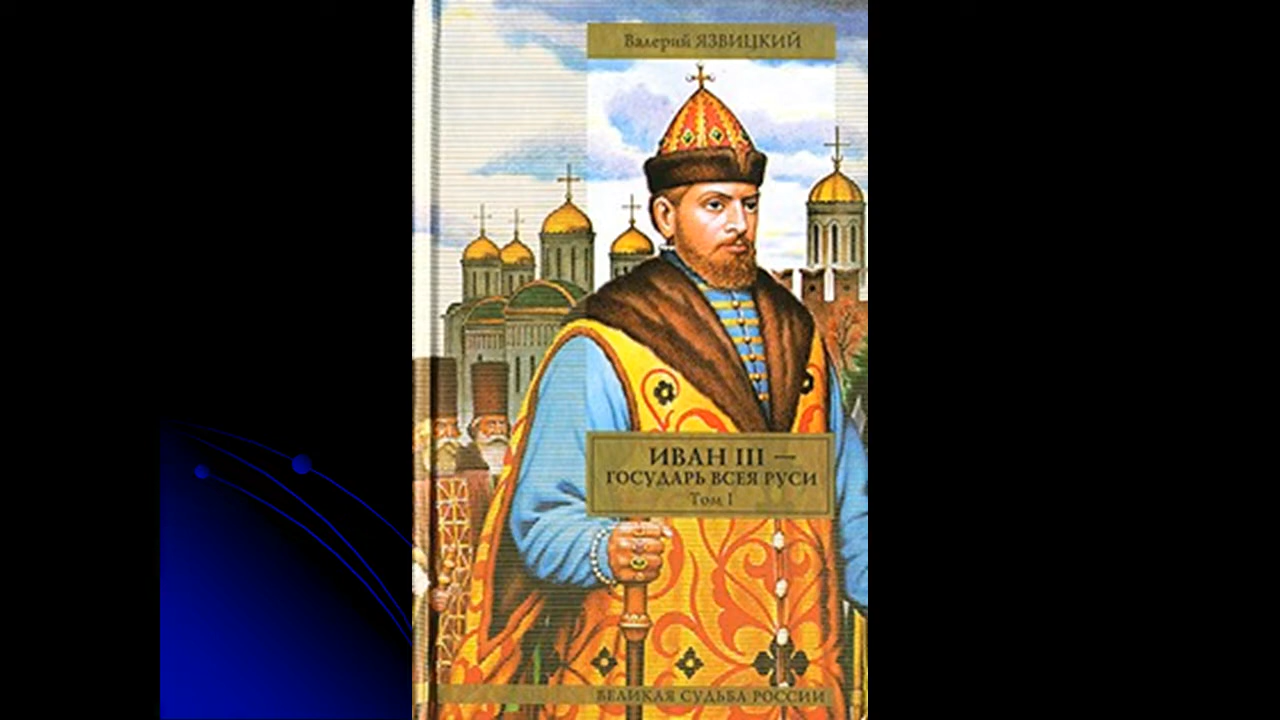 Валерий ЯЗВИЦКИЙ
ИВАН III —
ГОСУДАРЬ ВСЕЯ РУСИ
Том I
ВЕЛИКАЯ СУДЬБА РОССИИ